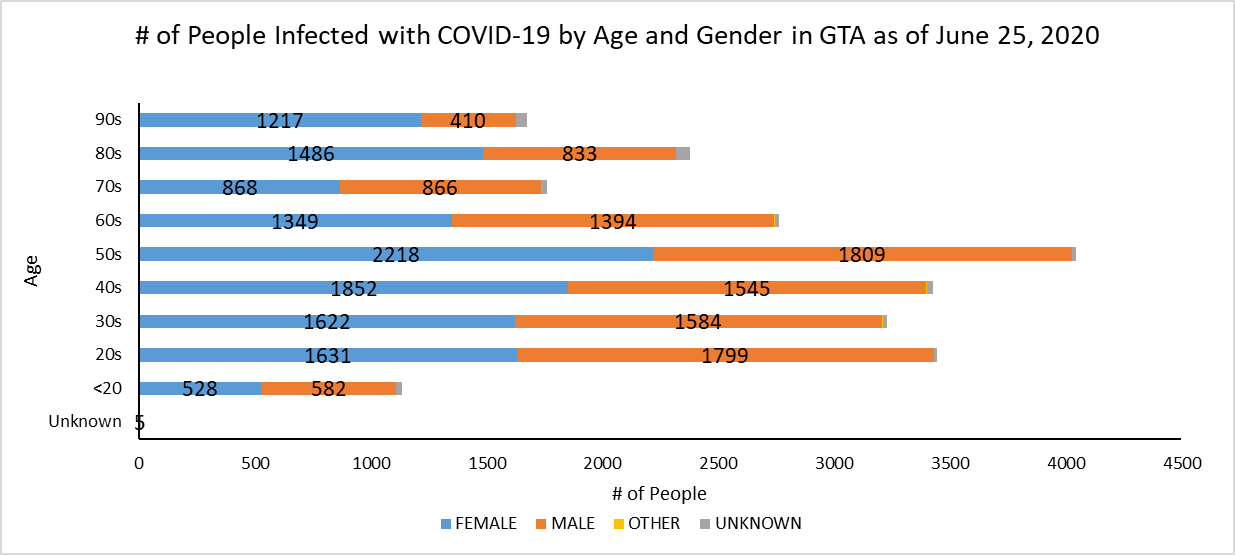 # of People Infected with COVID-19 by Age and Gender in GTA as of June 25, 2020
90s 1217 410
80s 1486 833
70s 868 866
60s 1349 1394
50s 2218 1809
Age
40s 1852 1545
30s 1622 1584
20s 1631 1799
<20 528 582
Unknown 5
0 500 1000 1500 2000 2500 3000 3500 4000 4500
# of People
FEMALE MALE OTHER UNKNOWN